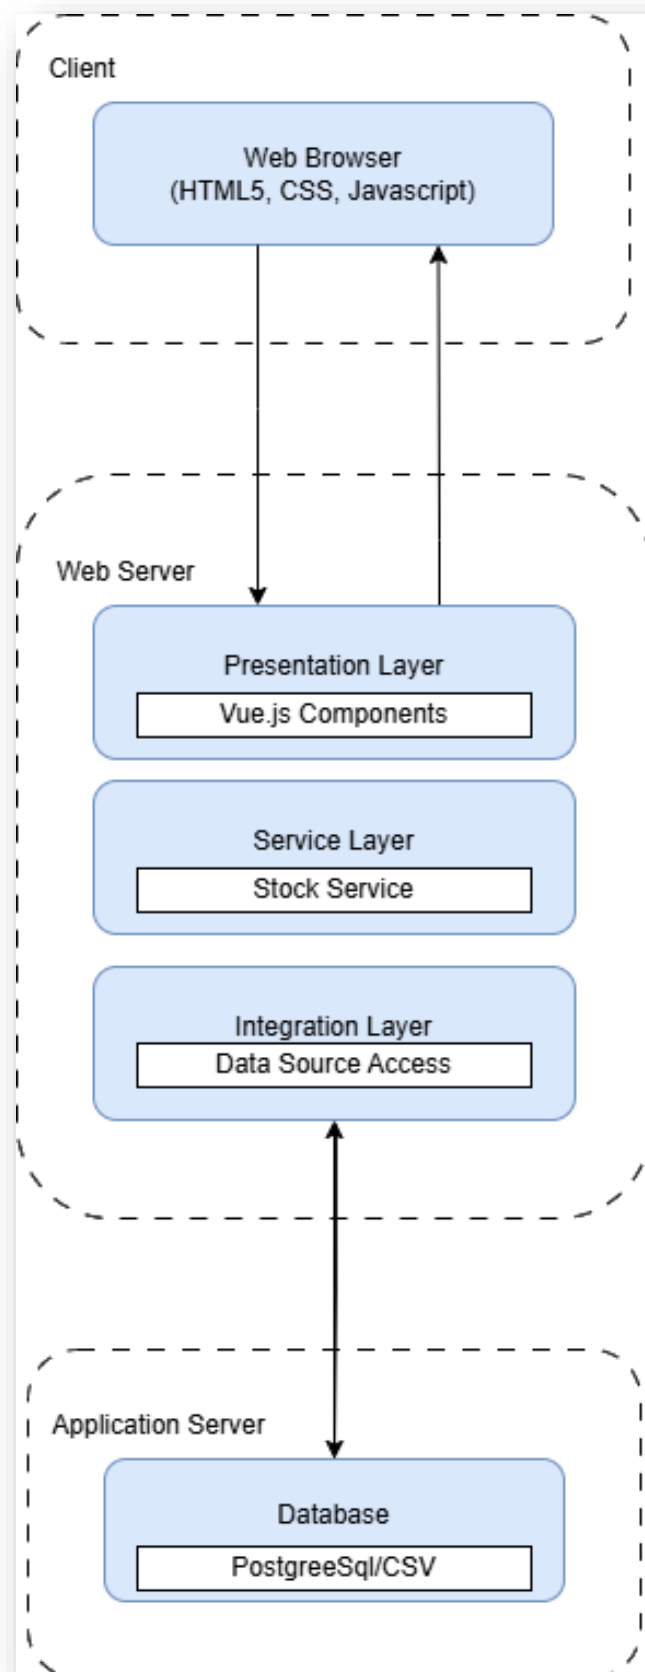 Client
Web Browser
(HTML5, CSS, Javascript)
Web Server
Presentation Layer
Vue.js Components
Service Layer
Stock Service
Integration Layer
Data Source Access
Application Server
Database
PostgreeSql/CSV